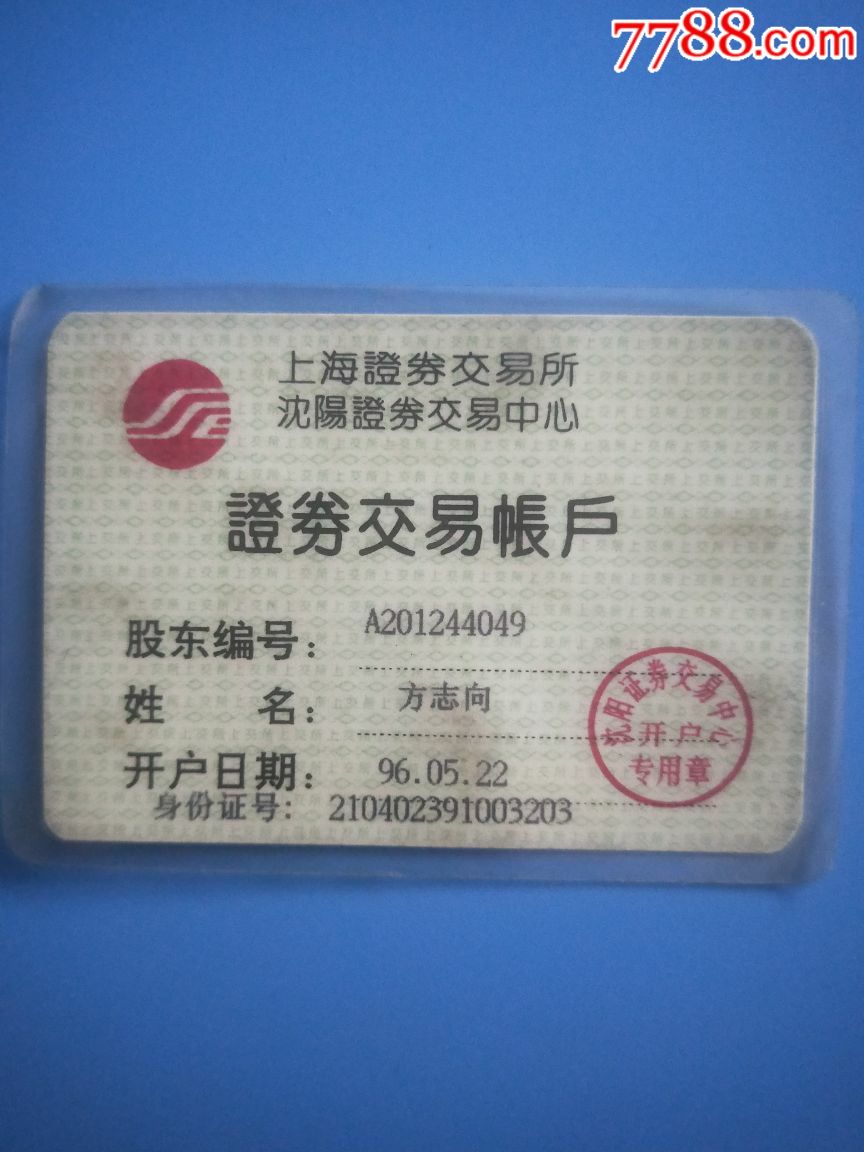 7788.com
上海證券交易所
沈陽證券交易中心
證券交易帳戶
股东编号： A201244049
姓 名： 方志向
开户日期： 96.05.22
身份证号： 210402391003203
沈阳证券交易中心
开户
专用章